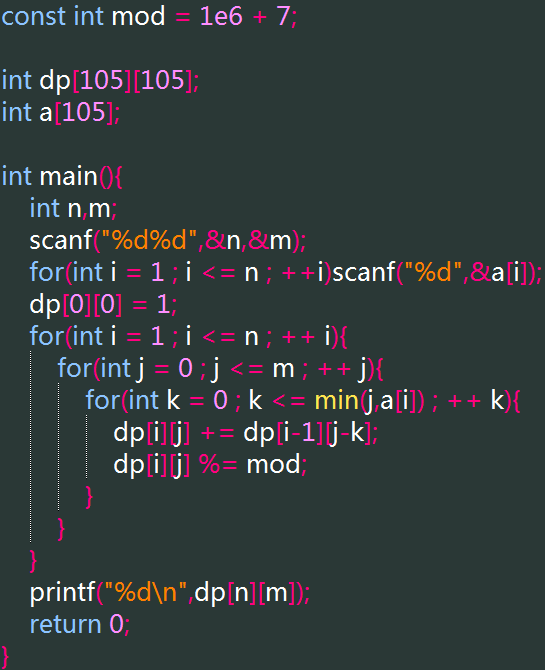 const int mod = 1e6 + 7;
int dp[105][105];
int a[105];
int main(){
int n,m;
scanf("%d%d",&n,&m);
for(int i = 1 ; i <= n ; ++i)scanf("%d",&a[i]);
dp[0][0] = 1;
for(int i = 1 ; i <= n ; ++ i){
for(int j = 0 ; j <= m ; ++ j){
for(int k = 0 ; k <= min(j,a[i]) ; ++ k){
dp[i][j] += dp[i-1][j-k];
dp[i][j] %= mod;
}
}
}
printf("%d\n",dp[n][m]);
return 0;
}